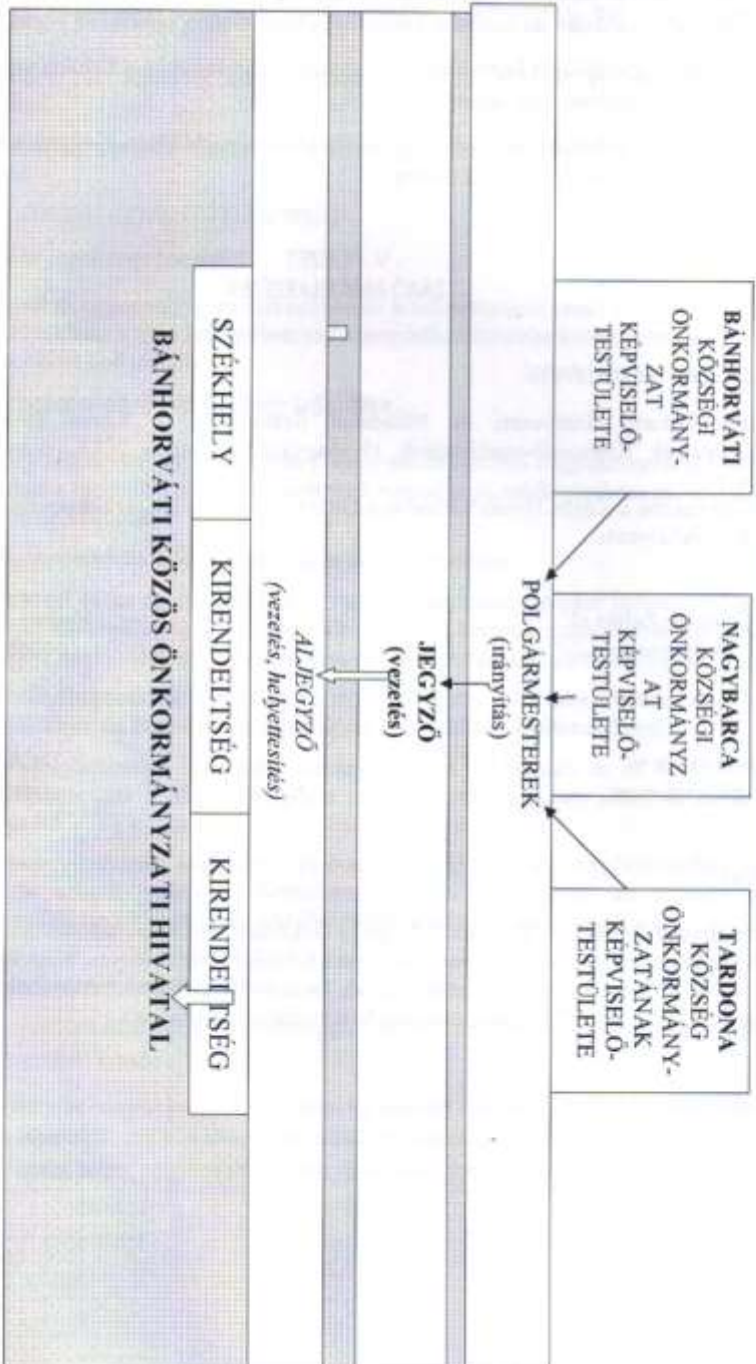 BÁNHORVÁTI
KÖZSÉGI
ÖNKORMÁNY-
ZAT
KÉPVISELŐ-
TESTÜLETE
NAGYBARCA
KÖZSÉGI
ÖNKORMÁNYZ
AT
KÉPVISELŐ-
TESTÜLETE
TARDONA
KÖZSÉG
ÖNKORMÁNY-
ZATÁNAK
KÉPVISELŐ-
TESTÜLETE
POLGÁRMESTEREK
(irányítás)
JEGYZŐ
(vezetés)
ALJEGYZŐ
(vezetés, helyettesítés)
SZÉKHELY
KIRENDELTSÉG
KIRENDELTSÉG
BÁNHORVÁTI KÖZÖS ÖNKORMÁNYZATI HIVATAL